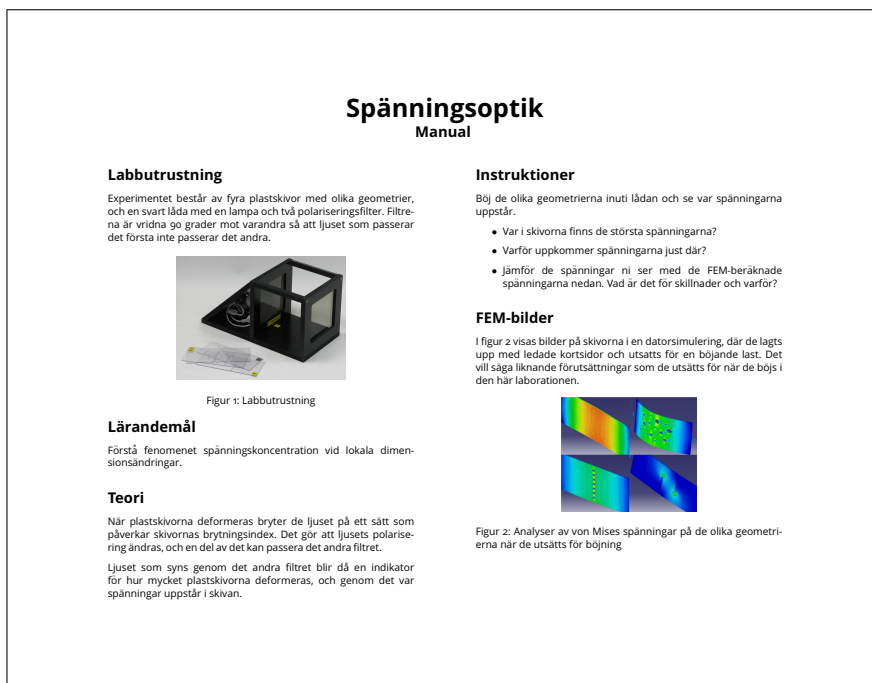 Spänningsoptik
Manual
Labbutrustning
Experimentet består av fyra plastskivor med olika geometrier,
och en svart låda med en lampa och två polariseringsfilter. Filtre-
na är vridna 90 grader mot varandra så att ljuset som passerar
det första inte passerar det andra.
Figur 1: Labbutrustning
Lärandemål
Förstå fenomenet spänningskoncentration vid lokala dimen-
sionsändringar.
Teori
När plastskivorna deformeras bryter de ljuset på ett sätt som
påverkar skivornas brytningsindex. Det gör att ljusets polarise-
ring ändras, och en del av det kan passera det andra filtret.
Ljuset som syns genom det andra filtret blir då en indikator
för hur mycket plastskivorna deformeras, och genom det var
spänningar uppstår i skivan.
Instruktioner
Böj de olika geometrierna inuti lådan och se var spänningarna
uppstår.
• Var i skivorna finns de största spänningarna?
• Varför uppkommer spänningarna just där?
• Jämför de spänningar ni ser med de FEM-beräknade
spänningarna nedan. Vad är det för skillnader och varför?
FEM-bilder
I figur 2 visas bilder på skivorna i en datorsimulering, där de lagts
upp med ledade kortsidor och utsatts för en böjande last. Det
vill säga liknande förutsättningar som de utsätts för när de böjs i
den här laborationen.
Figur 2: Analyser av von Mises spänningar på de olika geometri-
erna när de utsätts för böjning